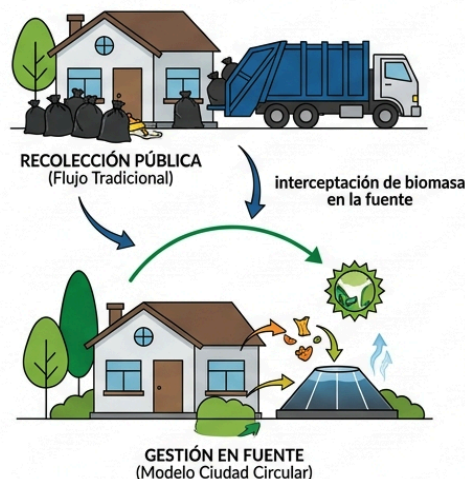 RECOLECCIÓN PÚBLICA
(Flujo Tradicional)
interceptación de biomasa
en la fuente
GESTIÓN EN FUENTE
(Modelo Ciudad Circular)